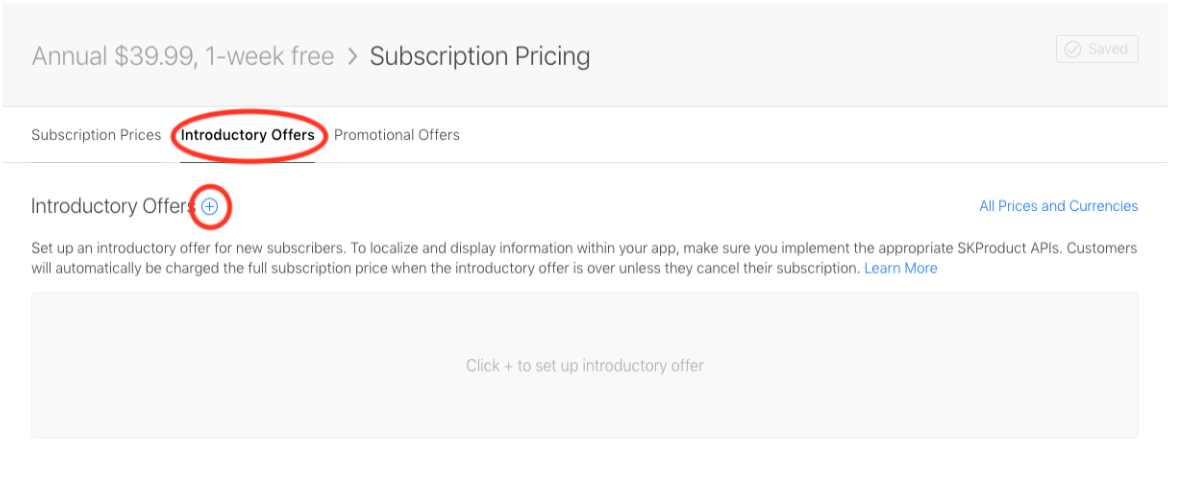 Annual $39.99, 1-week free > Subscription Pricing
Saved
Subscription Prices Introductory Offers Promotional Offers
Introductory Offers
All Prices and Currencies
Set up an introductory offer for new subscribers. To localize and display information within your app, make sure you implement the appropriate SKProduct APIs. Customers
will automatically be charged the full subscription price when the introductory offer is over unless they cancel their subscription. Learn More
Click + to set up introductory offer